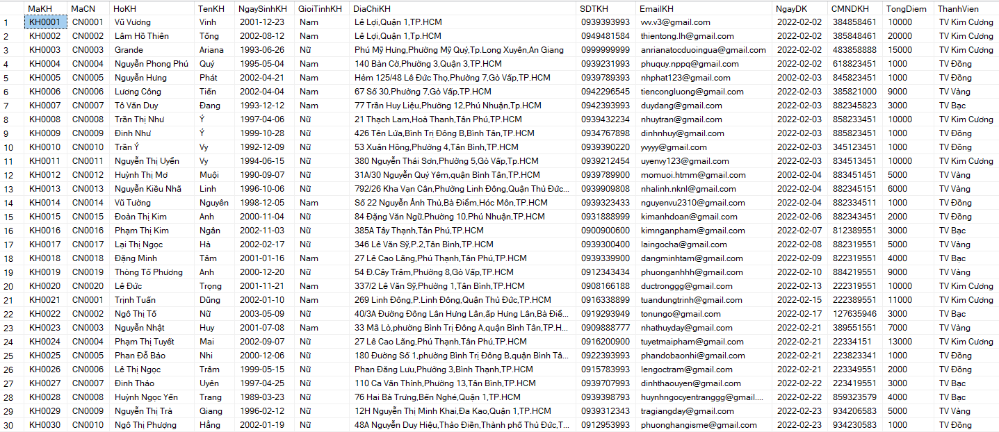 MaKH MaCN HoKH TenKH NgaySinhKH GioiTinhKH DiaChiKH SDTKH EmailKH NgayDK CMNDKH TongDiem ThanhVien
1 KH0001 CN0001 Vũ Vương Vinh 2001-12-23 Nam Lê Lợi,Quận 1,TP.HCM 0939393993 vvv.v3@gmail.com 2022-02-02 384858461 10000 TV Kim Cương
2 KH0002 CN0002 Lâm Hồ Thiên Tống 2002-08-12 Nam Lê Lợi,Quận 1,TP.HCM 0949481584 thientong.lh@gmail.com 2022-02-02 385848461 20000 TV Kim Cương
3 KH0003 CN0003 Grande Ariana 1993-06-26 Nữ Phú Mỹ Hưng,Phường Mỹ Quý,Tp.Long Xuyên,An Giang 0999999999 anrianatocduoingua@gmail.com 2022-02-02 483858888 15000 TV Kim Cương
4 KH0004 CN0004 Nguyễn Phong Phú Quý 1995-05-04 Nam 140 Bàn Cờ,Phường 3,Quận 3,TP.HCM 0939231993 phuquy.nppq@gmail.com 2022-02-02 618823451 1000 TV Đồng
5 KH0005 CN0005 Nguyễn Hưng Phát 2002-04-21 Nam Hẻm 125/48 Lê Đức Thọ,Phường 7,Gò Vấp,TP.HCM 0939789393 nhphat123@gmail.com 2002-02-03 845823451 1000 TV Đồng
6 KH0006 CN0006 Lương Công Tiến 2002-04-04 Nam 67 Số 30,Phường 7,Gò Vấp,TP.HCM 0942296545 tiencongluong@gmail.com 2022-02-03 385821000 9000 TV Vàng
7 KH0007 CN0007 Tô Văn Duy Đang 1993-12-12 Nam 77 Trần Huy Liệu,Phường 12,Phú Nhuận,Tp.HCM 0942393993 duydang@gmail.com 2022-02-03 882345823 3000 TV Bạc
8 KH0008 CN0008 Trần Thị Như Ý 1997-04-06 Nữ 21 Thạch Lam,Hoà Thanh,Tân Phú,TP.HCM 0939432234 nhuytran@gmail.com 2022-02-03 858233451 10000 TV Kim Cương
9 KH0009 CN0009 Đinh Như Ý 1999-10-28 Nữ 426 Tên Lửa,Bình Trị Đông B,Bình Tân,TP.HCM 0934767898 dinhnhuy@gmail.com 2022-02-03 885823451 1000 TV Đồng
10 KH0010 CN0010 Trần Ý Vy 1992-12-09 Nữ 53 Xuân Hồng,Phường 4,Tân Bình,TP.HCM 0939390220 yvyyy@gmail.com 2022-02-03 345123451 1000 TV Đồng
11 KH0011 CN0011 Nguyễn Thị Uyển Vy 1994-06-15 Nữ 380 Nguyễn Thái Sơn,Phường 5,Gò Vấp,Tp.HCM 0939212454 uyenvy123@gmail.com 2022-02-03 834513451 10000 TV Kim Cương
12 KH0012 CN0012 Huỳnh Thị Mơ Muội 1990-09-07 Nữ 31A/30 Nguyễn Quý Yêm,quận Bình Tân,TP.HCM 0939789900 momuoi.htmm@gmail.com 2002-02-04 883451451 5000 TV Vàng
13 KH0013 CN0013 Nguyễn Kiều Nhã Linh 1996-10-06 Nữ 792/26 Kha Vạn Cân,Phường Linh Đông,Quận Thủ Đức... 0939909808 nhalinh.nknl@gmail.com 2022-02-04 882345151 6000 TV Vàng
14 KH0014 CN0014 Vũ Tường Nguyên 1998-12-05 Nam Số 22 Nguyễn Ảnh Thủ,Bà Điểm,Hóc Môn,TP.HCM 0939323433 nguyenvu2310@gmail.com 2022-02-04 882334511 1000 TV Đồng
15 KH0015 CN0015 Đoàn Thị Kim Anh 2000-11-04 Nữ 84 Đặng Văn Ngữ,Phường 10,Phú Nhuận,TP.HCM 0931888999 kimanhdoan@gmail.com 2022-02-06 882343451 2000 TV Đồng
16 KH0016 CN0016 Phạm Thị Kim Ngân 2002-11-03 Nữ 385A Tây Thạnh,Tân Phú,TP.HCM 0900900600 kimnganpham@gmail.com 2022-02-07 812389551 3000 TV Bạc
17 KH0017 CN0017 Lại Thị Ngọc Hà 2002-02-17 Nữ 346 Lê Văn Sỹ,P.2,Tân Bình,TP.HCM 0939300400 laingocha@gmail.com 2022-02-08 882319551 5000 TV Vàng
18 KH0018 CN0018 Đặng Minh Tâm 2001-01-16 Nam 27 Lê Cao Lãng,Phú Thạnh,Tân Phú,TP.HCM 0939339900 dangminhtam@gmail.com 2022-02-09 822319551 4000 TV Bạc
19 KH0019 CN0019 Thòng Tố Phương Anh 2000-12-20 Nữ 54 Đ.Cây Trâm,Phường 8,Gò Vấp,TP.HCM 0912343434 phuonganhhh@gmail.com 2022-02-10 884219551 9000 TV Vàng
20 KH0020 CN0020 Lê Đức Trọng 2001-11-21 Nam 337/2 Lê Văn Sỹ,Phường 1,Tân Bình,TP.HCM 0908166188 ductronggg@gmail.com 2022-02-13 222319551 10000 TV Kim Cương
21 KH0021 CN0001 Trịnh Tuấn Dũng 2002-01-10 Nam 269 Linh Đông,P.Linh Đông,Quận Thủ Đức,TP.HCM 0916338899 tuandungtrinh@gmail.com 2022-02-15 222389551 11000 TV Kim Cương
22 KH0022 CN0002 Ngô Thị Tố Nữ 2003-05-09 Nữ 40/3A Đường Đông Lân Hưng Lân,ấp Hưng Lân,Bà Điể... 0919293949 tonungo@gmail.com 2022-02-17 127635946 3000 TV Bạc
23 KH0023 CN0003 Nguyễn Nhật Huy 2001-07-08 Nam 33 Mã Lò,phường Bình Trị Đông A,quận Bình Tân,TP.H... 0909888777 nhathuyday@gmail.com 2022-02-21 389551551 7000 TV Vàng
24 KH0024 CN0004 Phạm Thị Tuyết Mai 2002-09-07 Nữ 27 Lê Cao Lãng,Phú Thạnh,Tân Phú,TP.HCM 0916200900 tuyetmaipham@gmail.com 2022-02-21 22334151 13000 TV Kim Cương
25 KH0025 CN0005 Phan Đỗ Bảo Nhi 2000-12-06 Nữ 180 Đường Số 1,phường Bình Trị Đông B,quận Bình Tâ... 0922393993 phandobaonhi@gmail.com 2022-02-21 223823341 1000 TV Đồng
26 KH0026 CN0006 Lê Thị Ngọc Trâm 1999-05-15 Nữ Phan Đăng Lưu,Phường 3,Bình Thạnh,TP.HCM 0915783993 lengoctram@gmail.com 2022-02-21 223349551 2000 TV Đồng
27 KH0027 CN0007 Đinh Thảo Uyên 1997-04-25 Nữ 110 Ca Văn Thỉnh,Phường 13,Tân Bình,TP.HCM 0939707993 dinhthaouyen@gmail.com 2022-02-22 223419551 3000 TV Bạc
28 KH0028 CN0008 Huỳnh Ngọc Yến Trang 1989-03-23 Nữ 76 Hai Bà Trưng,Bến Nghé,Quận 1,TP.HCM 0939398793 huynhngocyentranggg@gmail.... 2022-02-22 859323579 4000 TV Bạc
29 KH0029 CN0009 Nguyễn Thị Trà Giang 1996-02-12 Nữ 12H Nguyễn Thị Minh Khai,Đa Kao,Quận 1,TP.HCM 0939312343 tragiangday@gmail.com 2022-02-23 934206583 5000 TV Vàng
30 KH0030 CN0010 Ngô Thị Phượng Hằng 2002-01-19 Nữ 48A Nguyễn Duy Hiệu,Thảo Điền,Thành phố Thủ Đức,T... 0912953993 phuonghangisme@gmail.com 2022-02-23 934230583 1000 TV Đồng